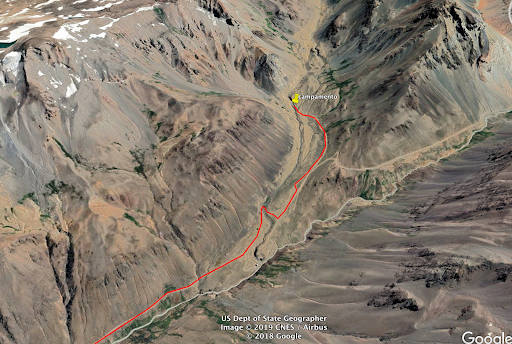 (campamento)
US Dept of State Geographer
Image © 2019 CNES / Airbus
© 2018 Google
Google